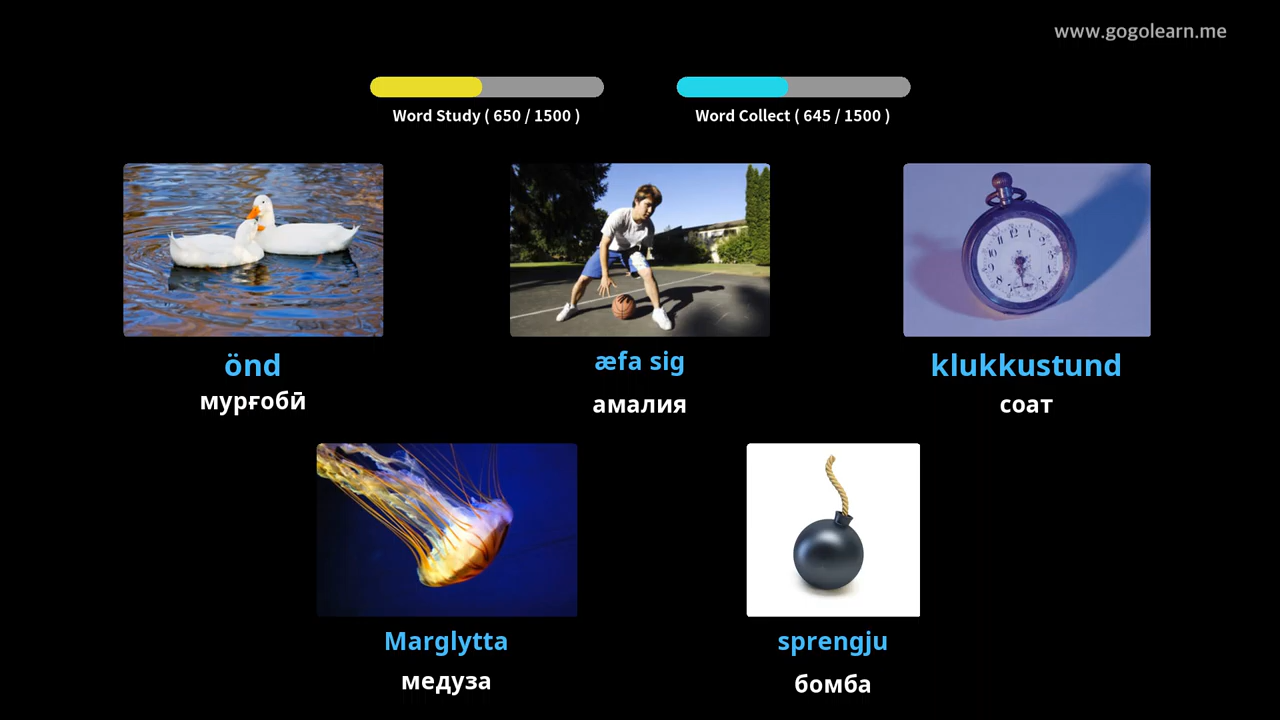 www.gogolearn.me
Word Study ( 650 / 1500 )
Word Collect ( 645 / 1500 )
önd
æfa sig
klukkustund
мурғобӣ
амалия
соат
Marglytta
sprengju
медуза
бомба